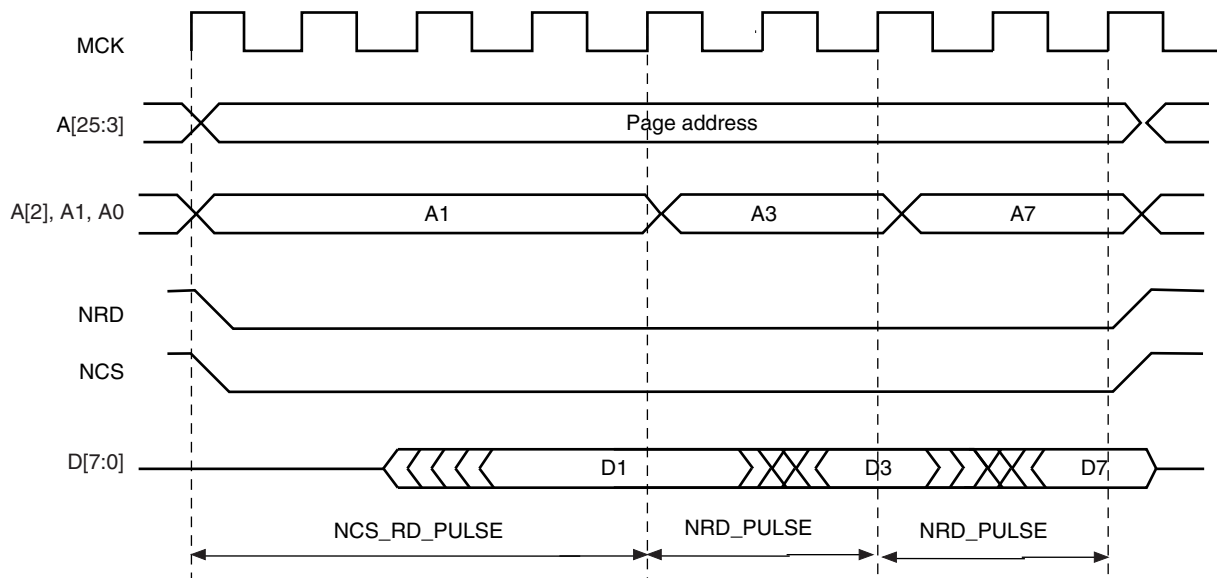 MCK
A[25:3]
Page address
A[2], A1, A0
A1
A3
A7
NRD
NCS
D[7:0]
D1
D3
D7
NCS_RD_PULSE
NRD_PULSE
NRD_PULSE